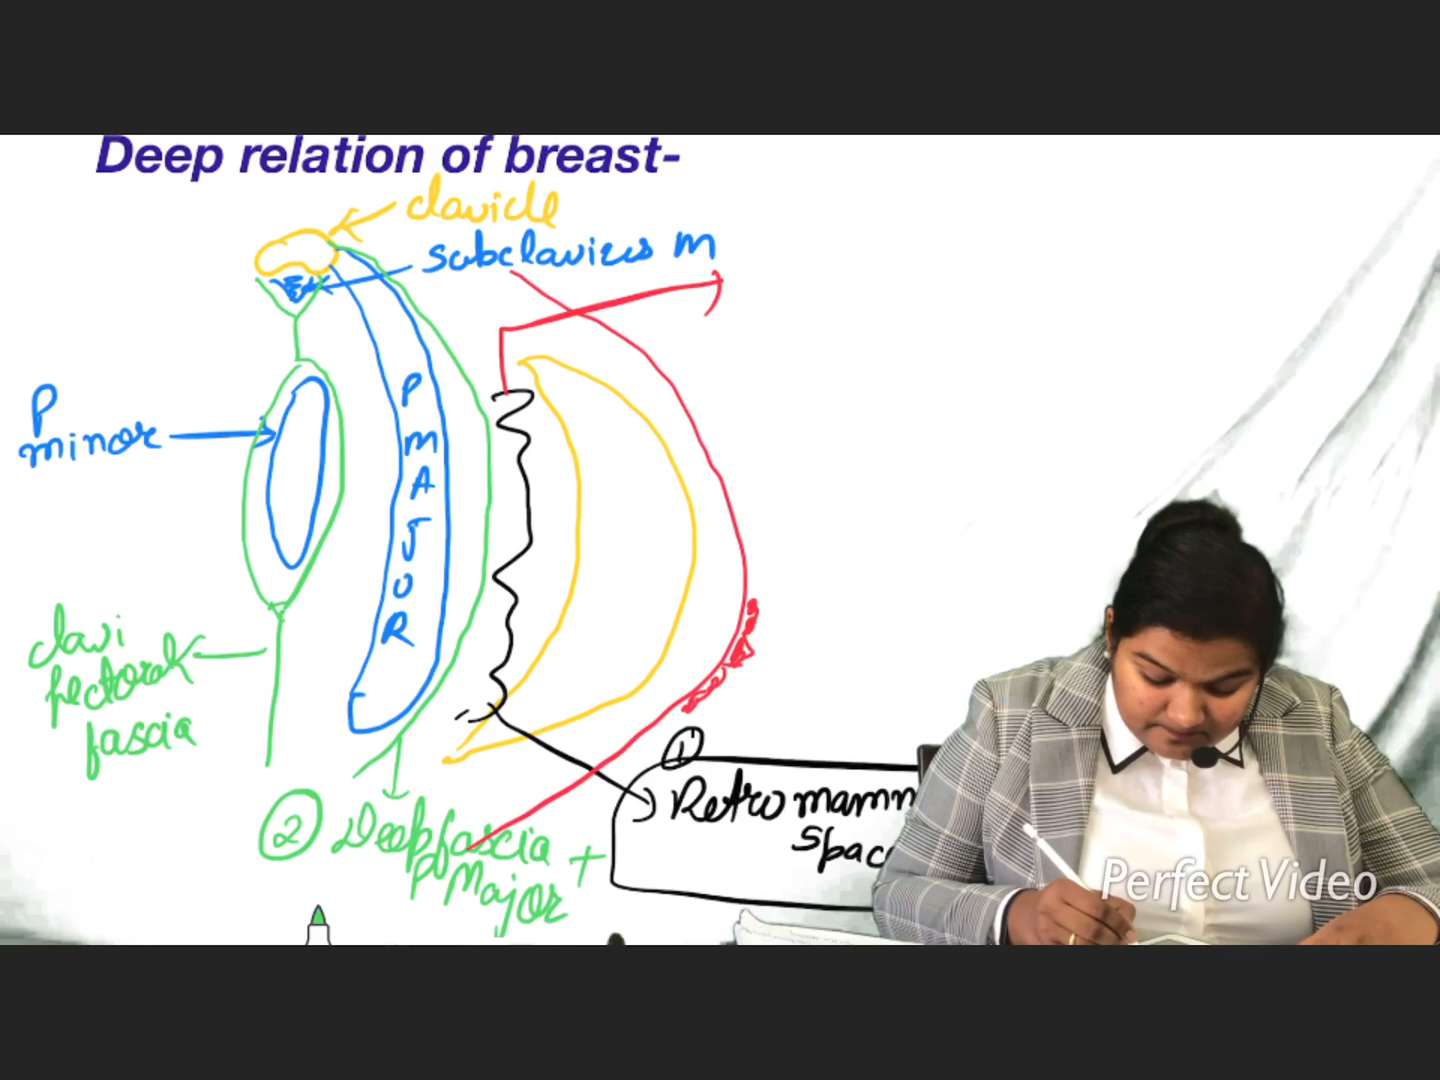 Deep relation of breast-
clavicle
subclavius m
P
minor
P
M
A
J
O
R
clavi
pectoral
fascia
1
Retro mamm
Spac
2 Deep fascia +
P Major
Perfect Video